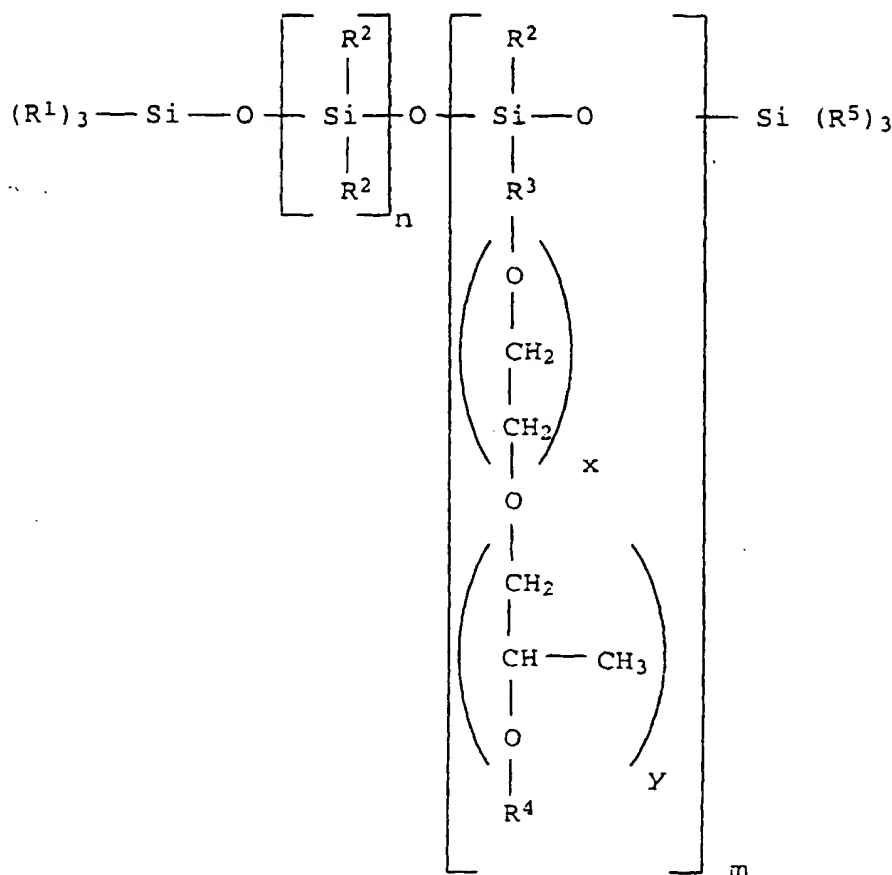 R² R²
(R¹)₃ — Si — O — Si — O — Si — O — Si (R⁵)₃
R² R³
n
O
CH₂
CH₂
x
O
CH₂
CH — CH₃
O
y
R⁴
m